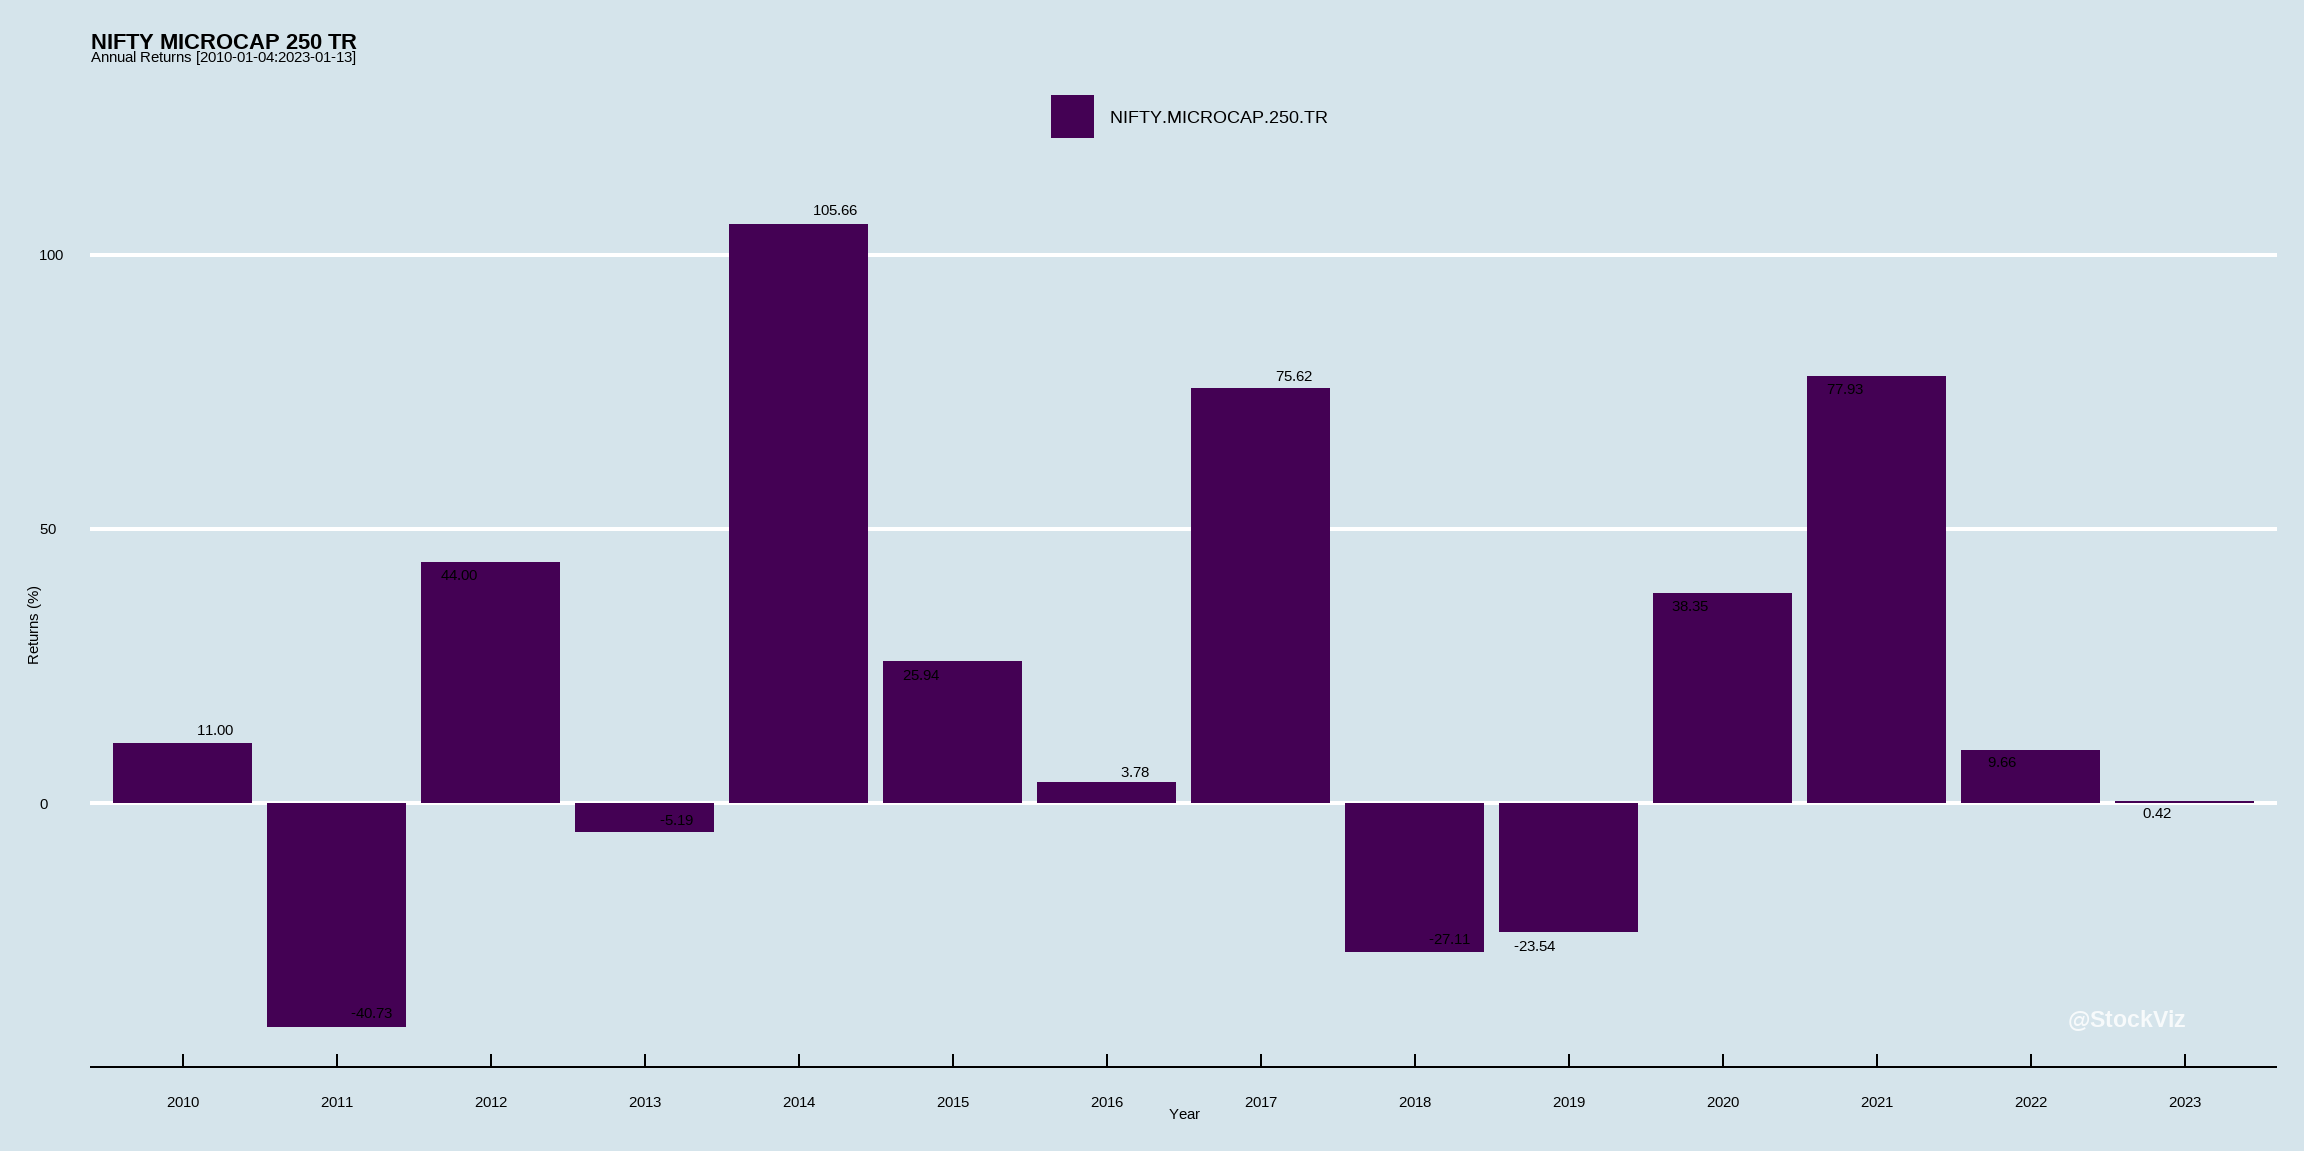 NIFTY MICROCAP 250 TR
Annual Returns [2010-01-04:2023-01-13]
NIFTY.MICROCAP.250.TR
105.66
100
75.62
77.93
50
44.00
38.35
Returns (%)
25.94
11.00
3.78
9.66
0
0.42
-5.19
-27.11
-23.54
-40.73
@StockViz
2010 2011 2012 2013 2014 2015 2016 2017 2018 2019 2020 2021 2022 2023
Year